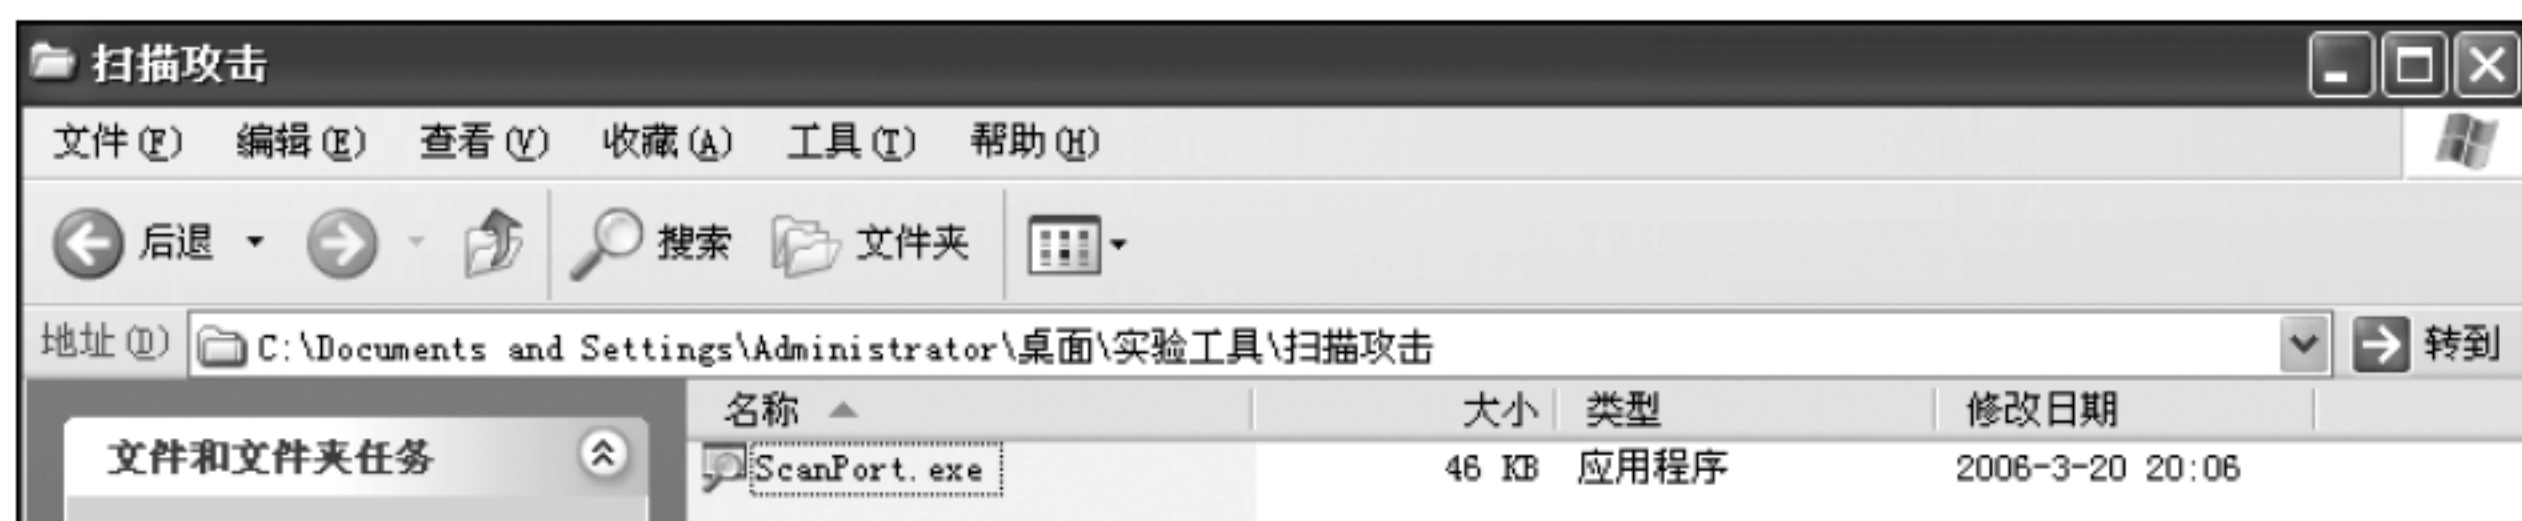 扫描攻击
文件(F) 编辑(E) 查看(V) 收藏(A) 工具(T) 帮助(H)
后退 搜索 文件夹
地址(D) C:\Documents and Settings\Administrator\桌面\实验工具\扫描攻击 转到
名称 大小 类型 修改日期
文件和文件夹任务
ScanPort.exe 46 KB 应用程序 2006-3-20 20:06